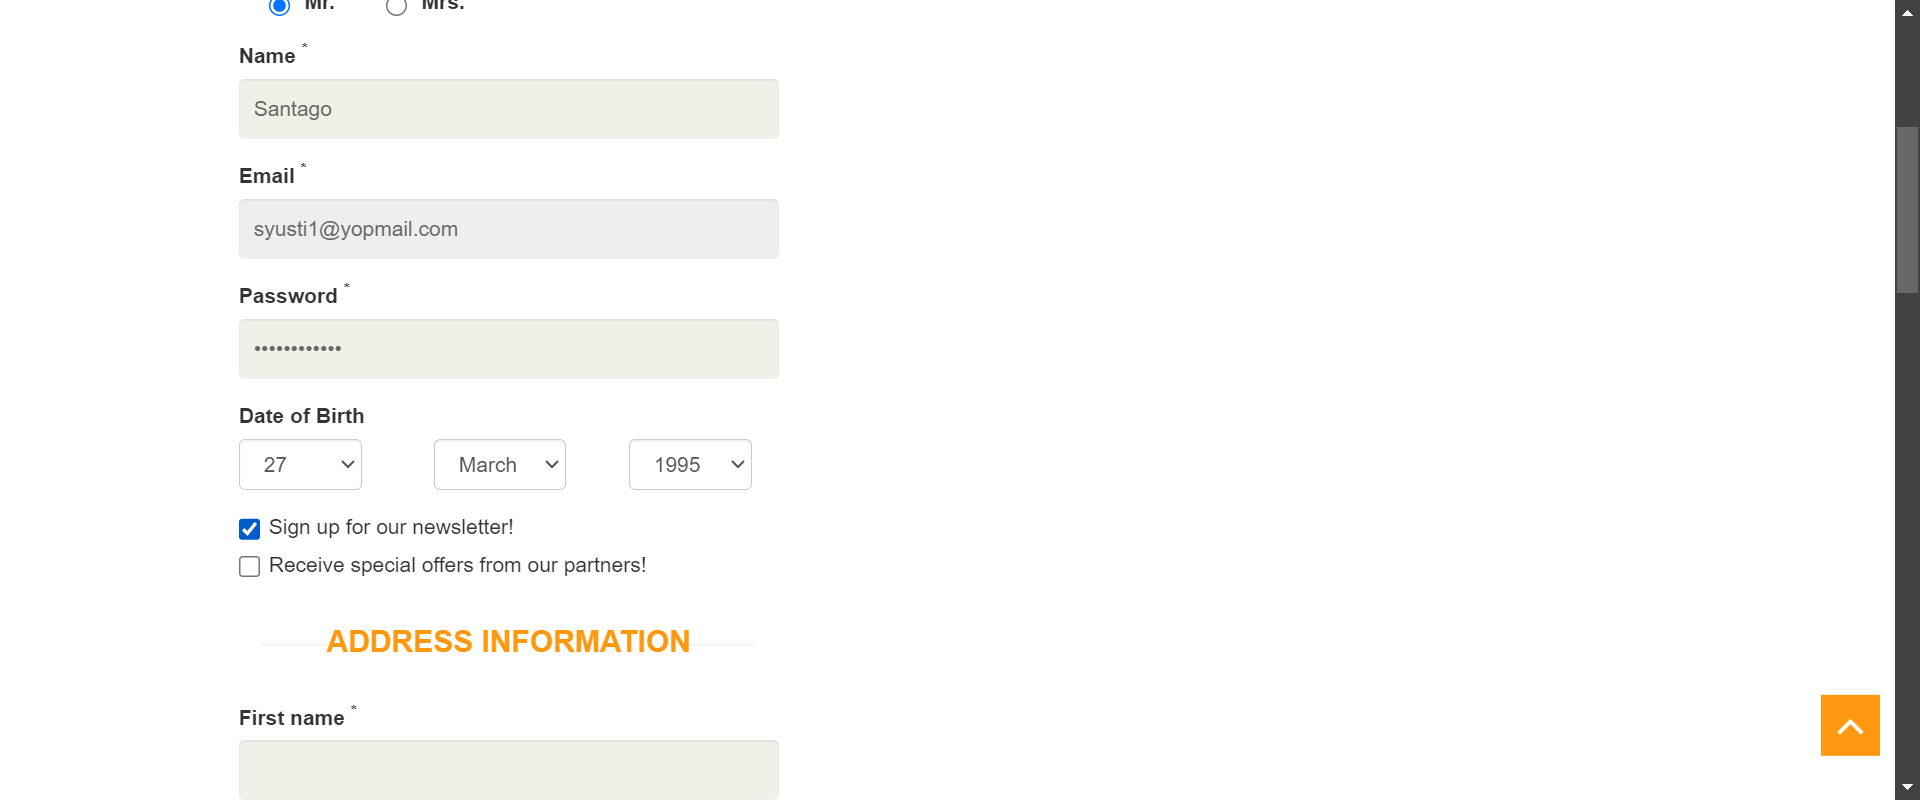 Mr. Mrs.
Name *
Santago
Email *
syusti1@yopmail.com
Password *
••••••••••••
Date of Birth
27 March 1995
Sign up for our newsletter!
Receive special offers from our partners!
ADDRESS INFORMATION
First name *